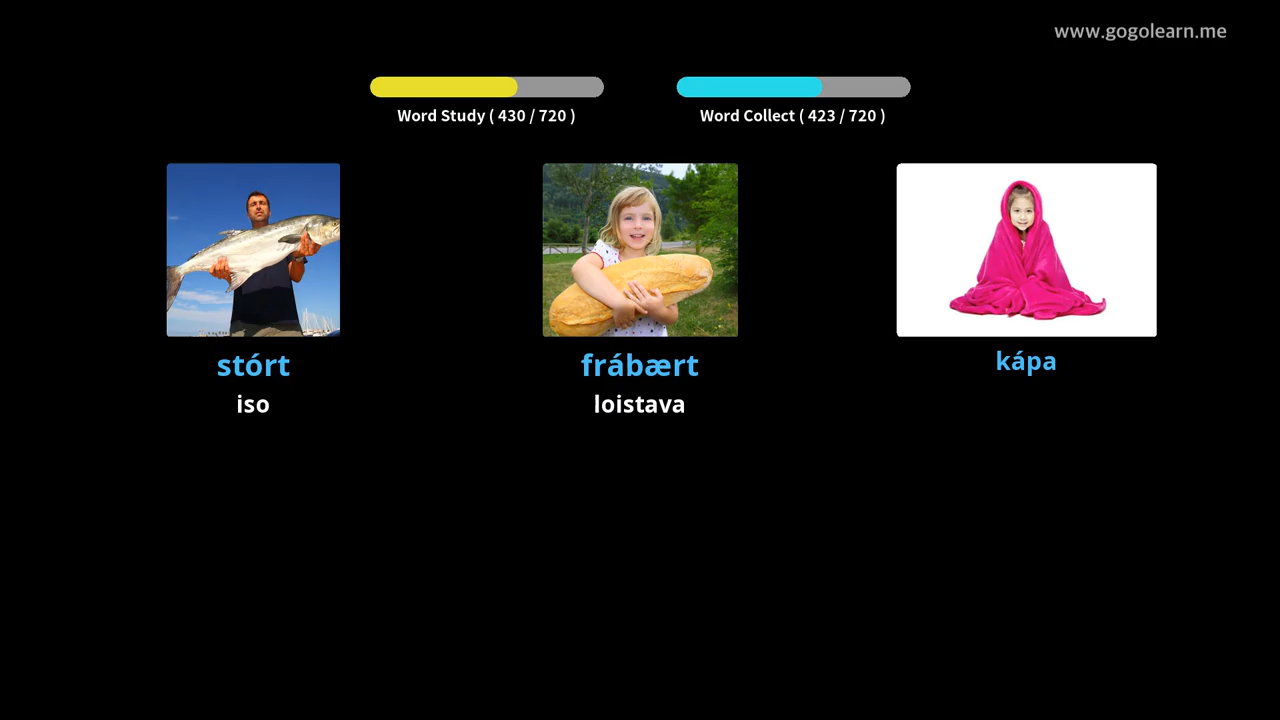 www.gogolearn.me
Word Study ( 430 / 720 )
Word Collect ( 423 / 720 )
stórt
iso
frábært
loistava
kápa